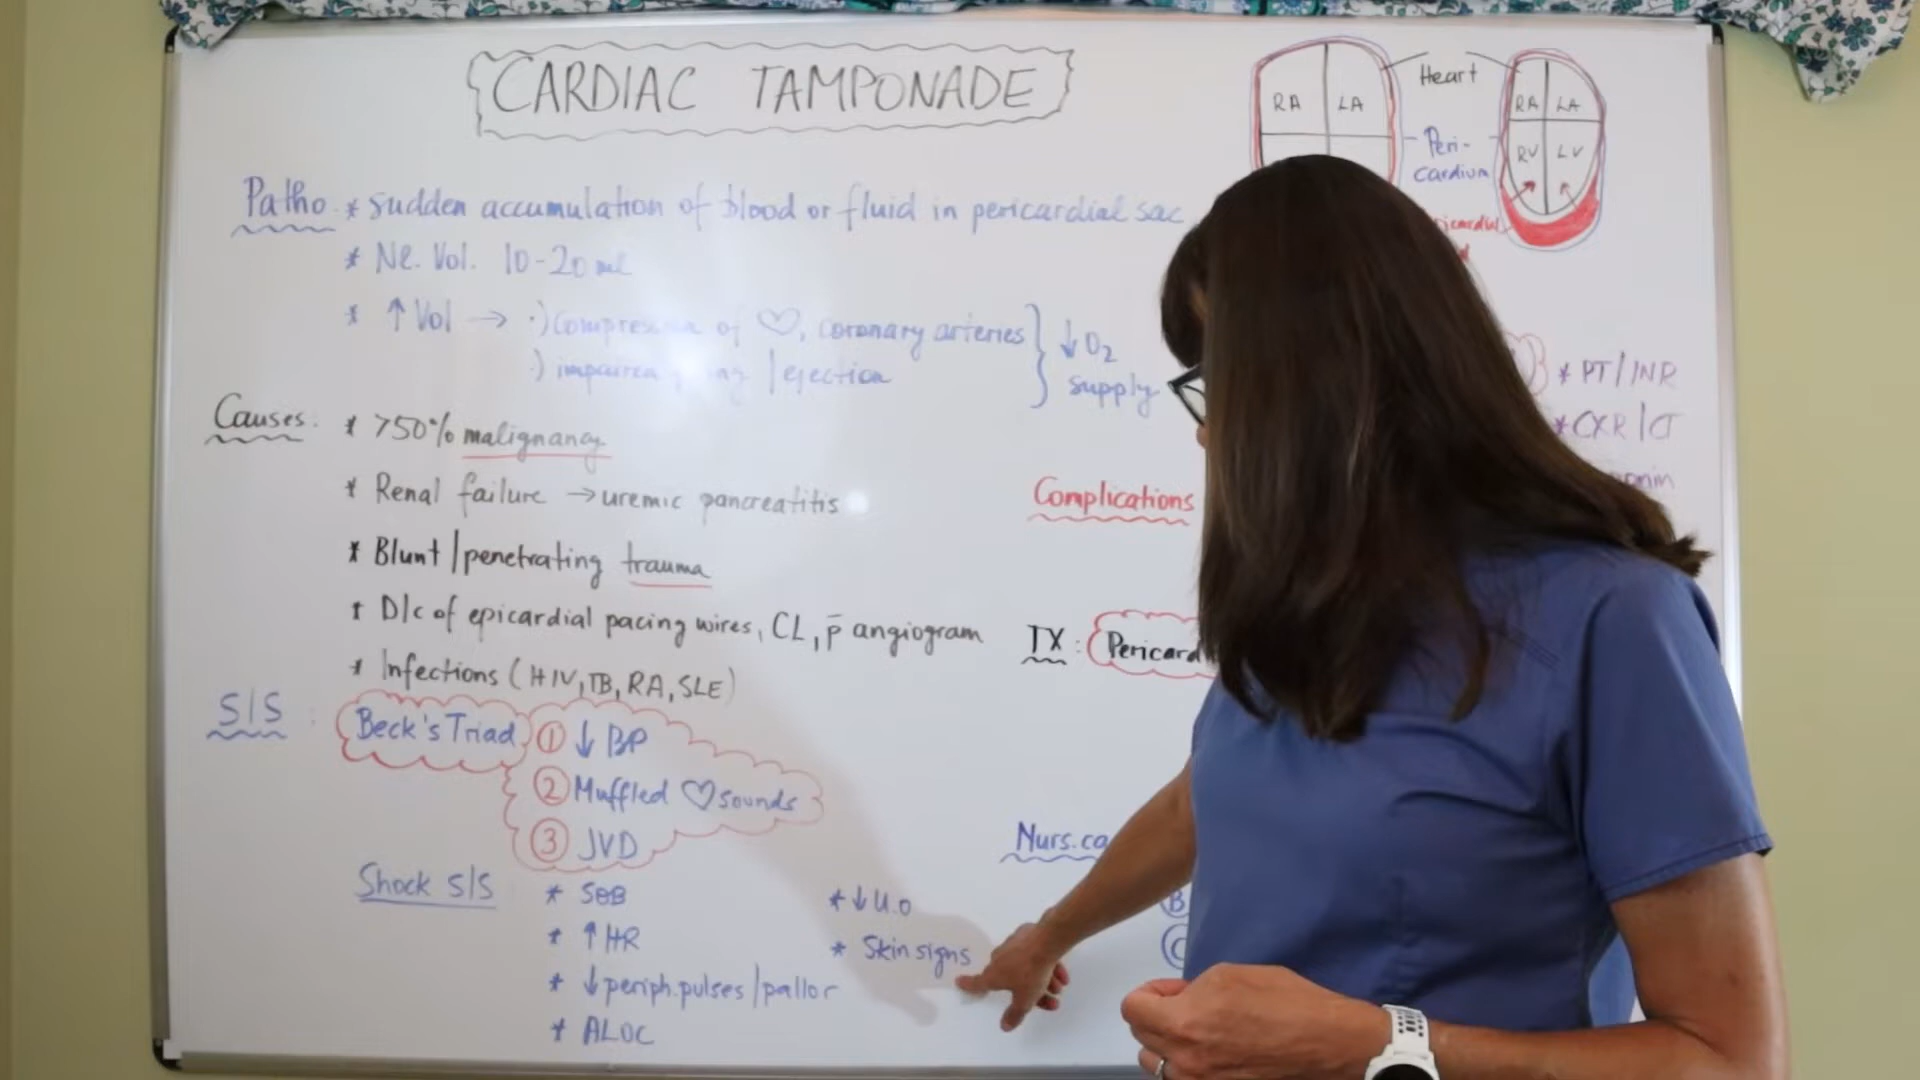 CARDIAC TAMPONADE
Patho * sudden accumulation of blood or fluid in pericardial sac
* Nl. Vol. 10-20 ml
* ↑ Vol → ·) compression of ♡, coronary arteries } ↓ O2 supply
·) impaired / ejection
Causes: * >50% malignancy
* Renal failure → uremic pancreatitis
* Blunt / penetrating trauma
* D/c of epicardial pacing wires, CL, p̄ angiogram
* Infections (HIV, TB, RA, SLE)
S/S : Beck's Triad ① ↓ BP
② Muffled ♡ sounds
③ JVD
Shock S/S * SOB
* ↑ HR
* ↓ periph. pulses / pallor
* ALOC
* ↓ U.O
* Skin signs
RA LA
Heart
Peri-
cardium
RA LA
RV LV
* PT / INR
* CXR / CT
Complications
TX : Pericard
Nurs. ca
B
C